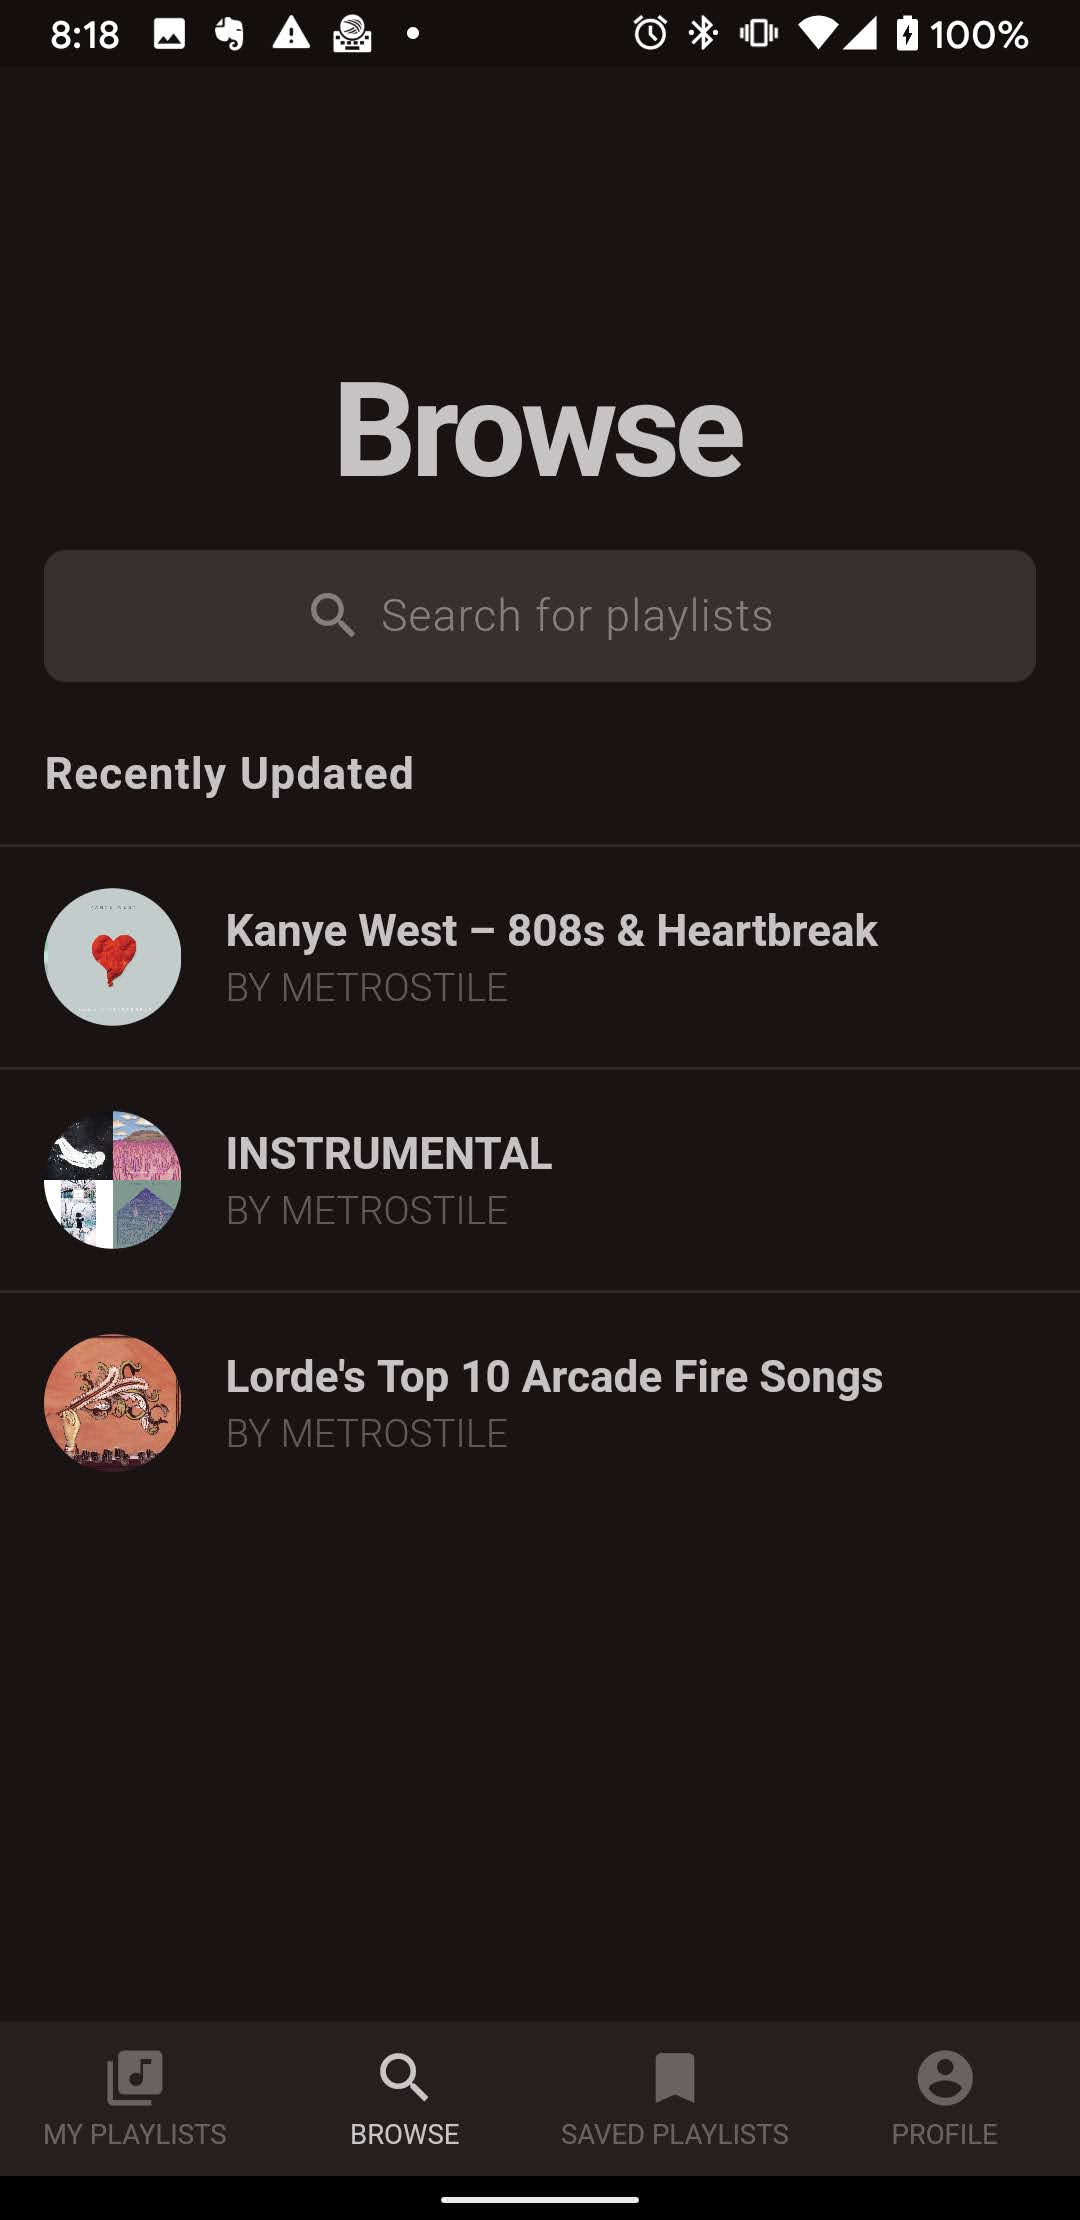 8:18 100%
Browse
Search for playlists
Recently Updated
Kanye West – 808s & Heartbreak
BY METROSTILE
INSTRUMENTAL
BY METROSTILE
Lorde's Top 10 Arcade Fire Songs
BY METROSTILE
MY PLAYLISTS BROWSE SAVED PLAYLISTS PROFILE